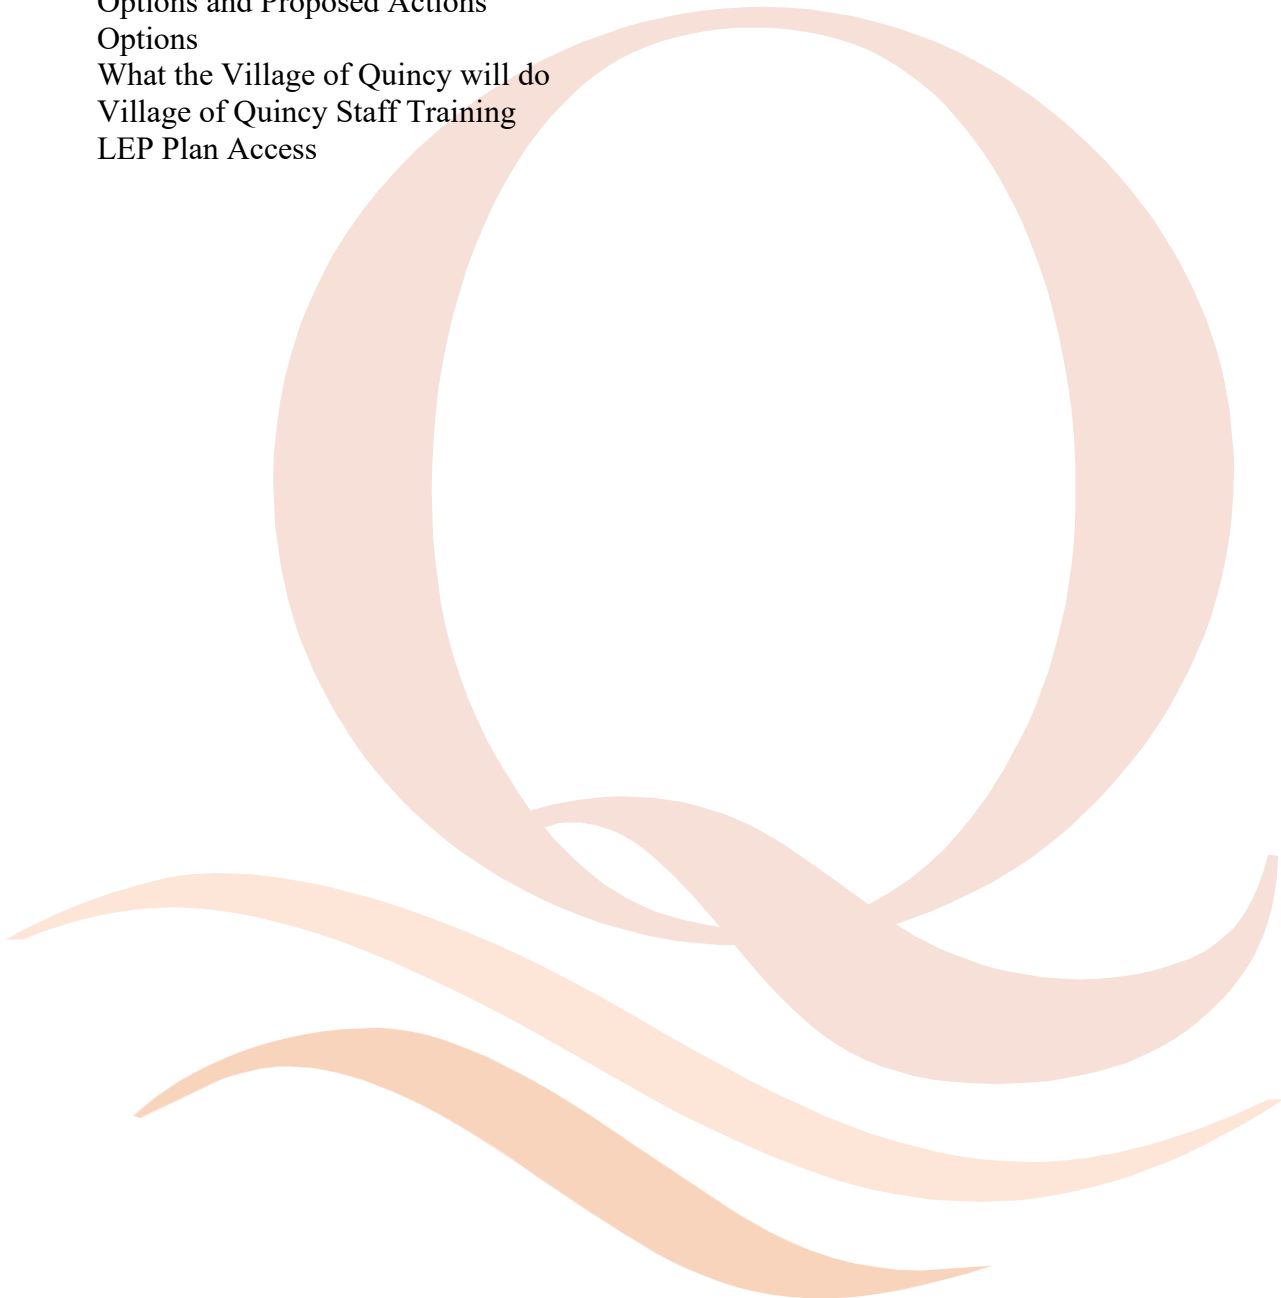 Options and Proposed Actions
Options
What the Village of Quincy will do
Village of Quincy Staff Training
LEP Plan Access